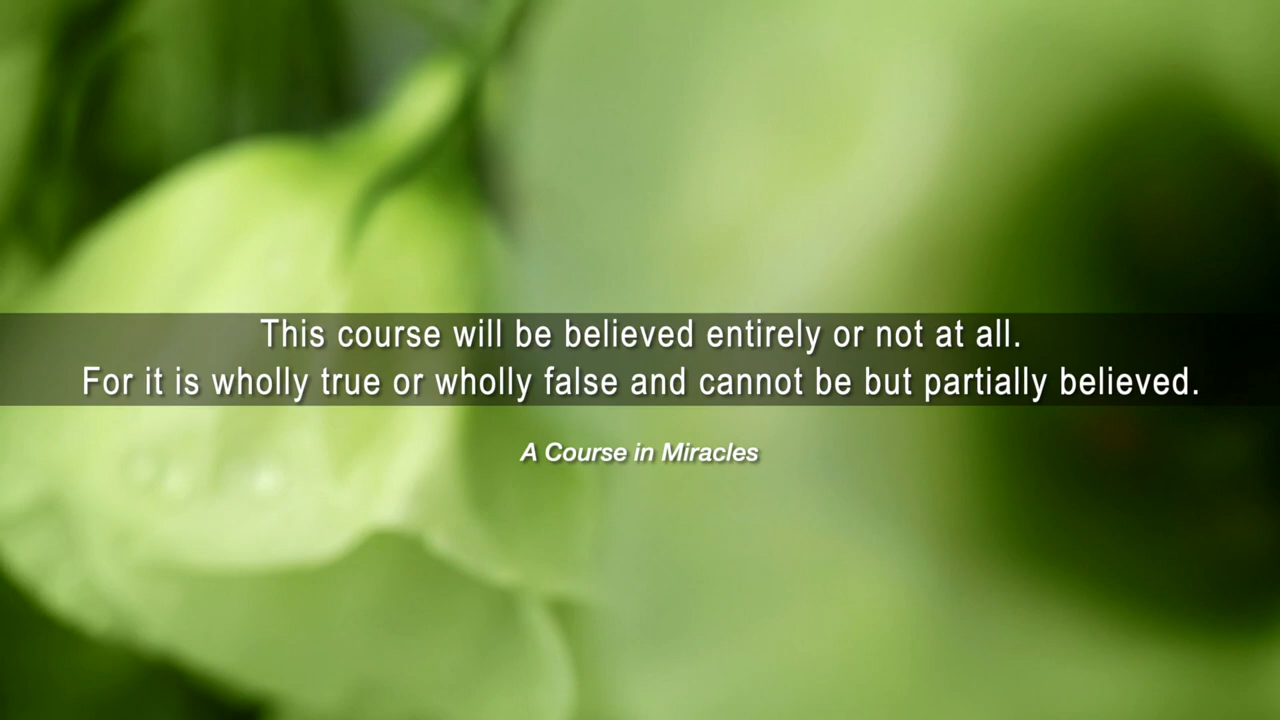 This course will be believed entirely or not at all.
For it is wholly true or wholly false and cannot be but partially believed.
A Course in Miracles